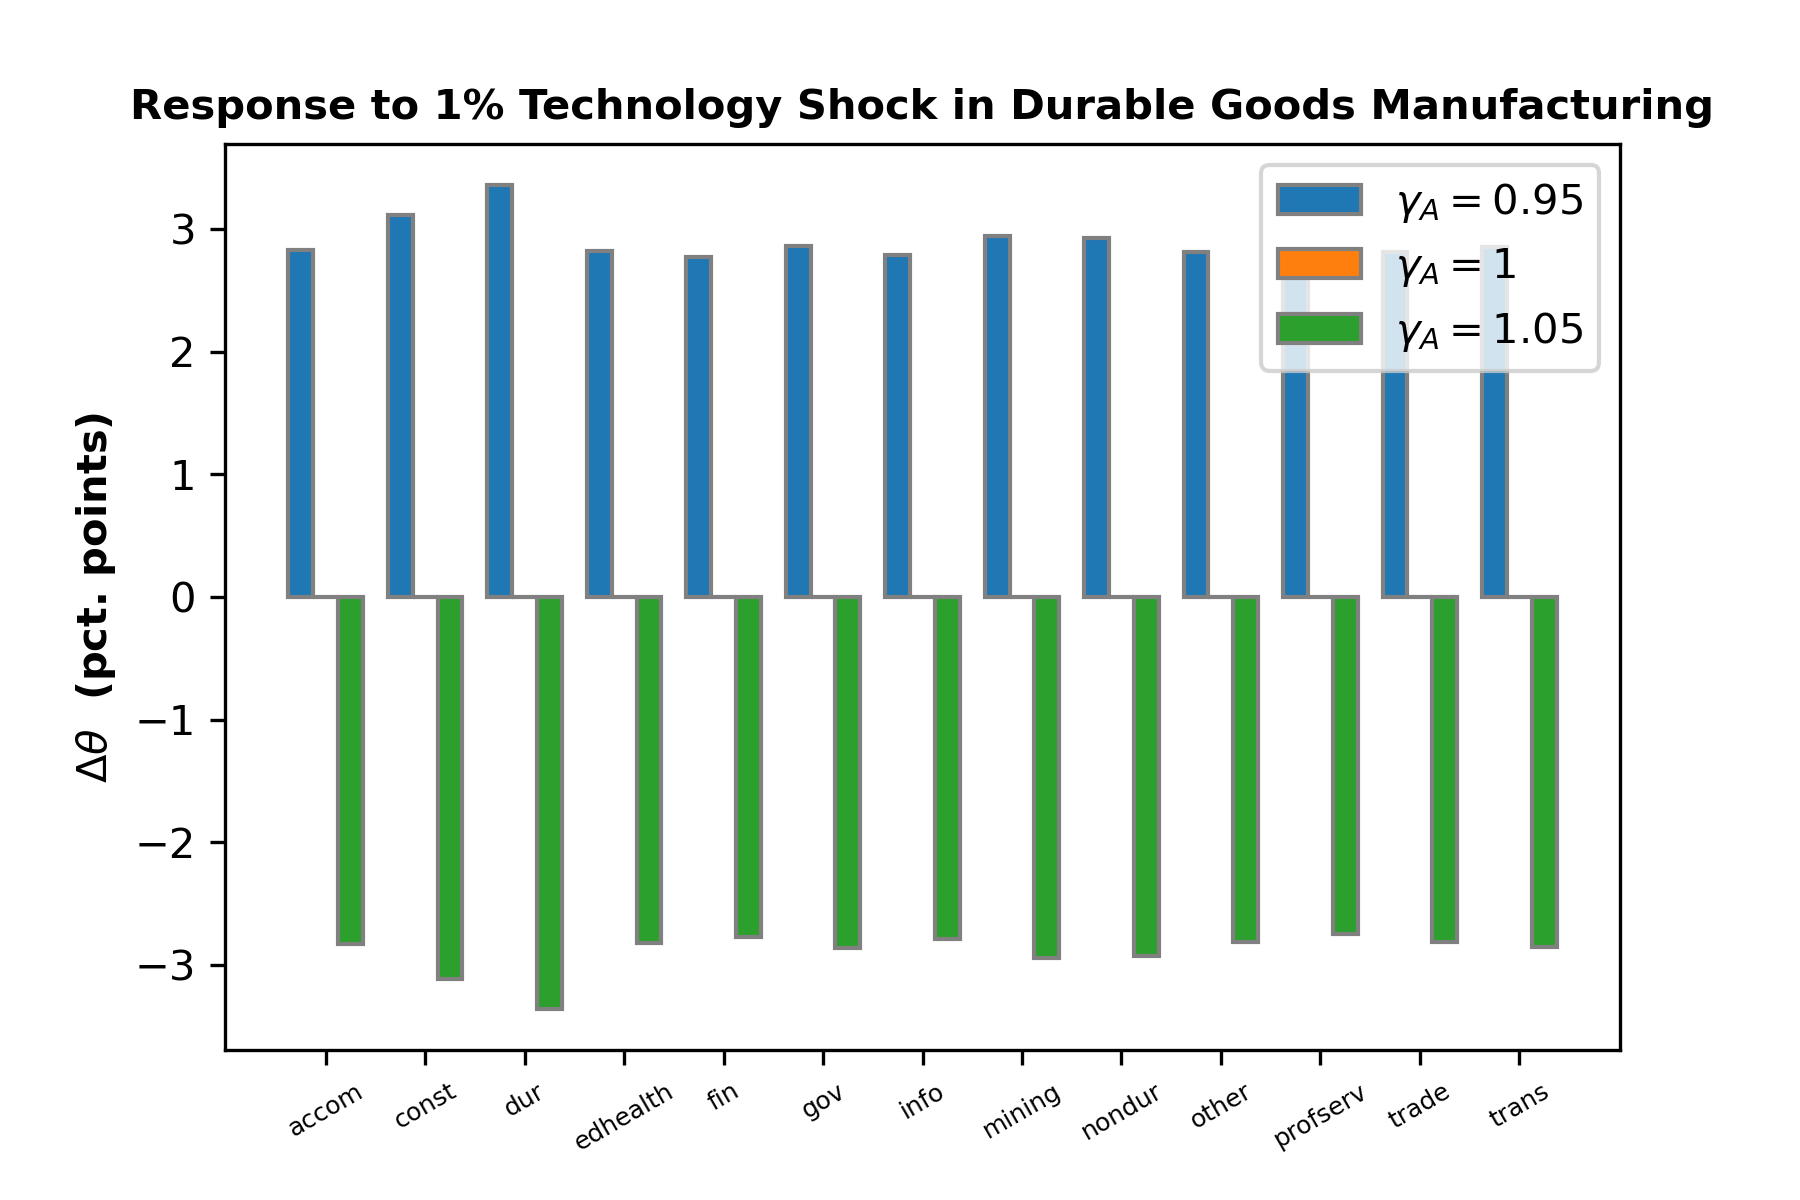 Response to 1% Technology Shock in Durable Goods Manufacturing
γA = 0.95
γA = 1
γA = 1.05
Δθ (pct. points)
3
2
1
0
−1
−2
−3
accom
const
dur
edhealth
fin
gov
info
mining
nondur
other
profserv
trade
trans